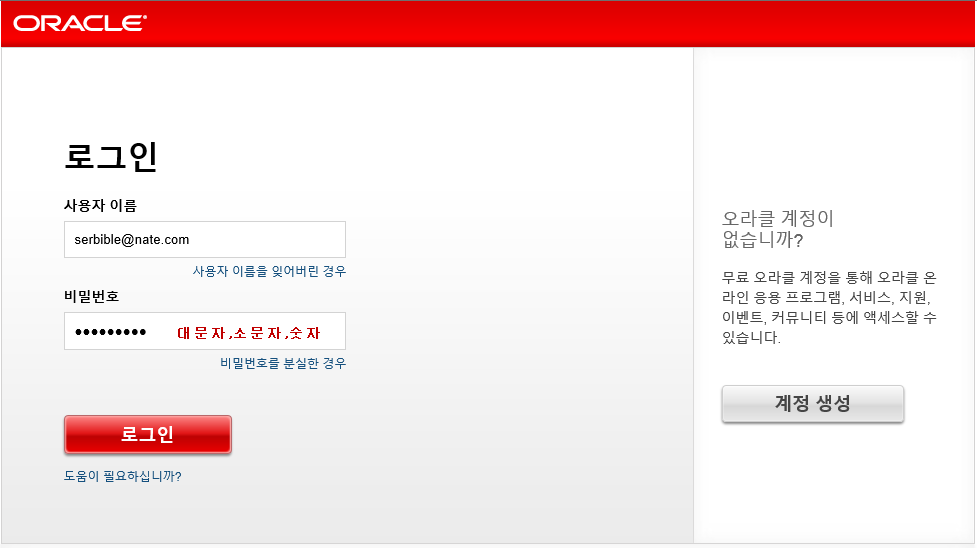 ORACLE
로그인
사용자 이름
serbible@nate.com
사용자 이름을 잊어버린 경우
비밀번호
••••••••• 대문자,소문자,숫자
비밀번호를 분실한 경우
로그인
도움이 필요하십니까?
오라클 계정이
없습니까?
무료 오라클 계정을 통해 오라클 온
라인 응용 프로그램, 서비스, 지원,
이벤트, 커뮤니티 등에 액세스할 수
있습니다.
계정 생성